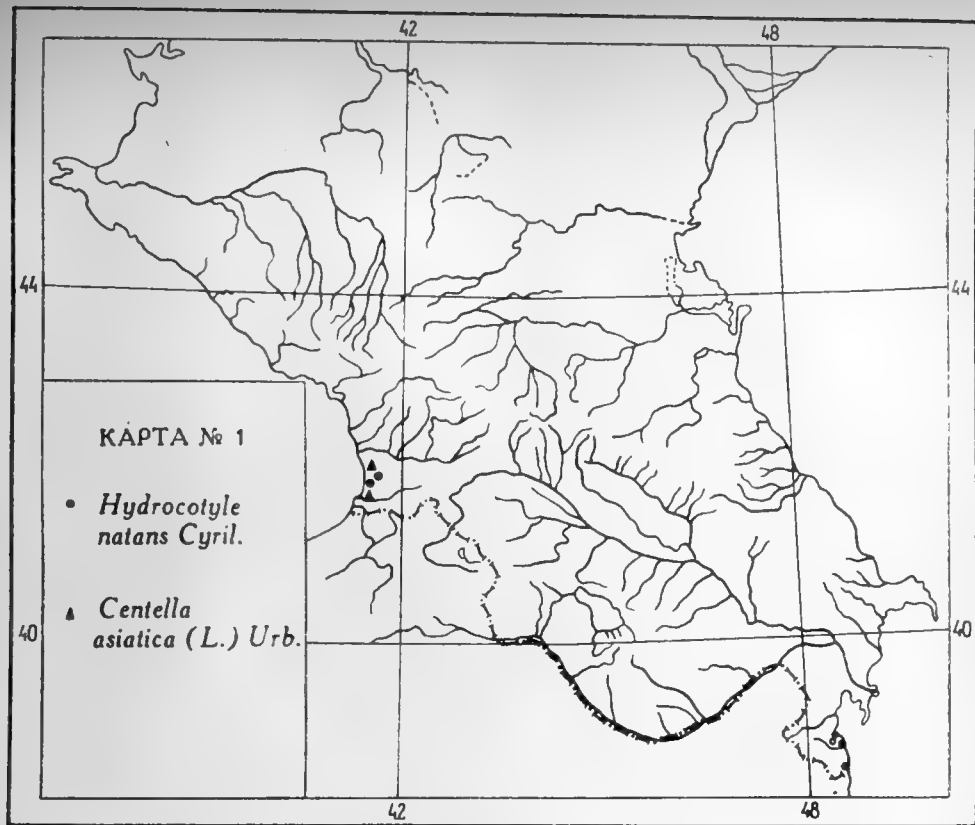 42 48
44 44
КАРТА № 1
Hydrocotyle
natans Cyril.
Centella
asiatica (L.) Urb.
40 40
42 48